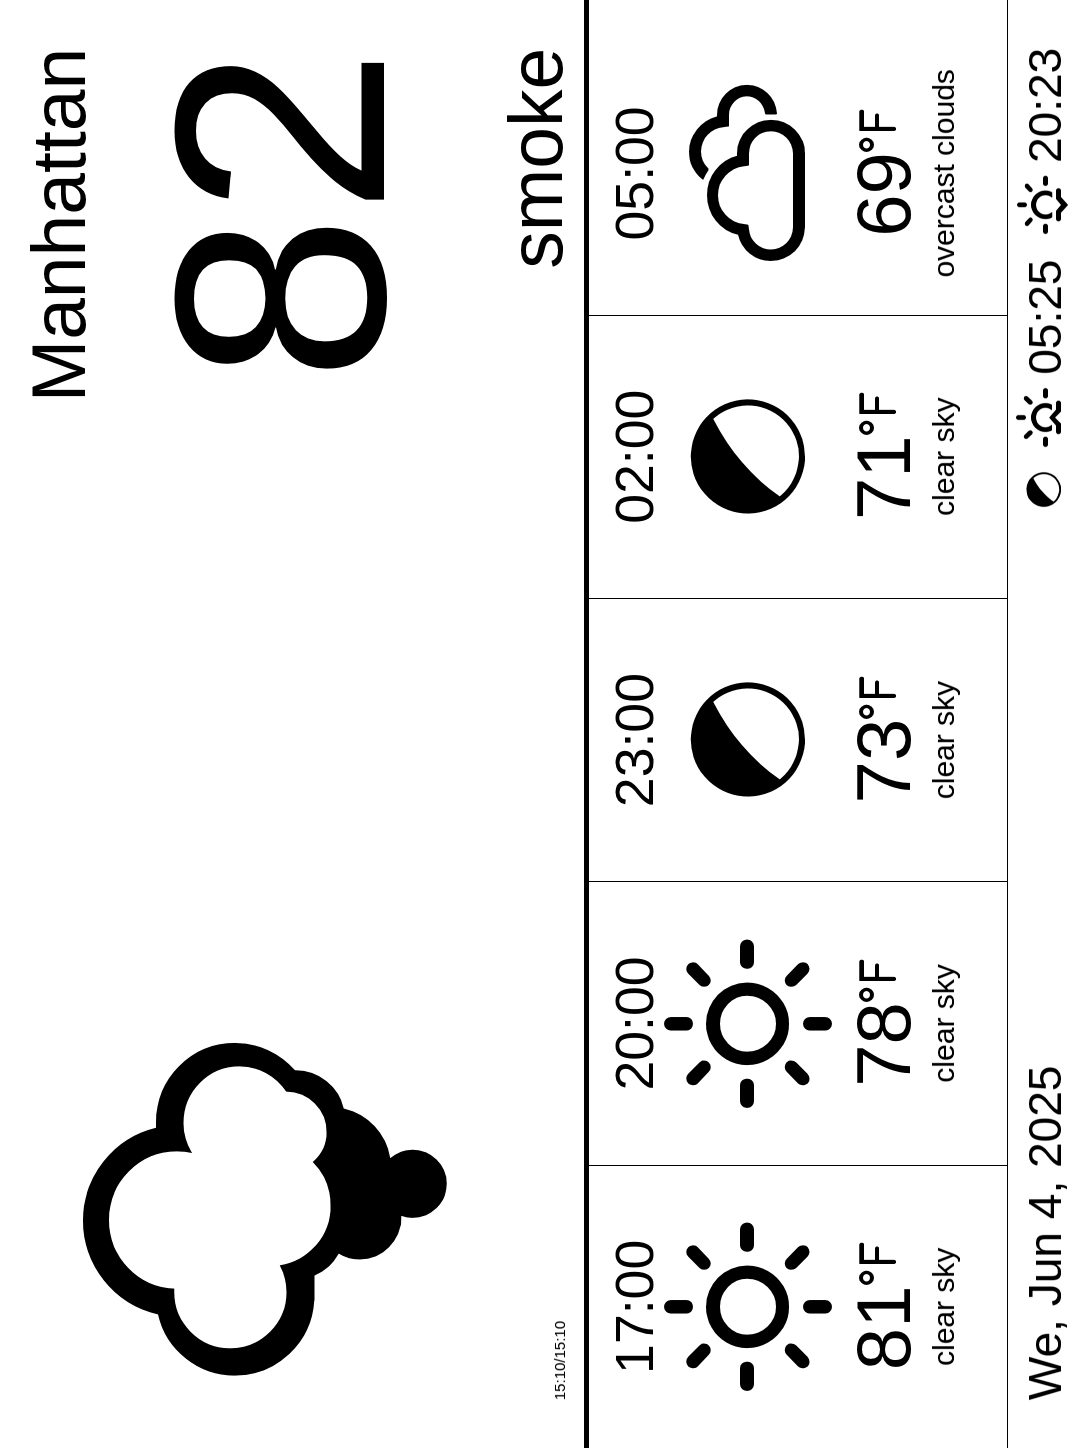 Manhattan
82
smoke
15:10/15:10
17:00 20:00 23:00 02:00 05:00
81°F 78°F 73°F 71°F 69°F
clear sky clear sky clear sky clear sky overcast clouds
We, Jun 4, 2025 05:25 20:23